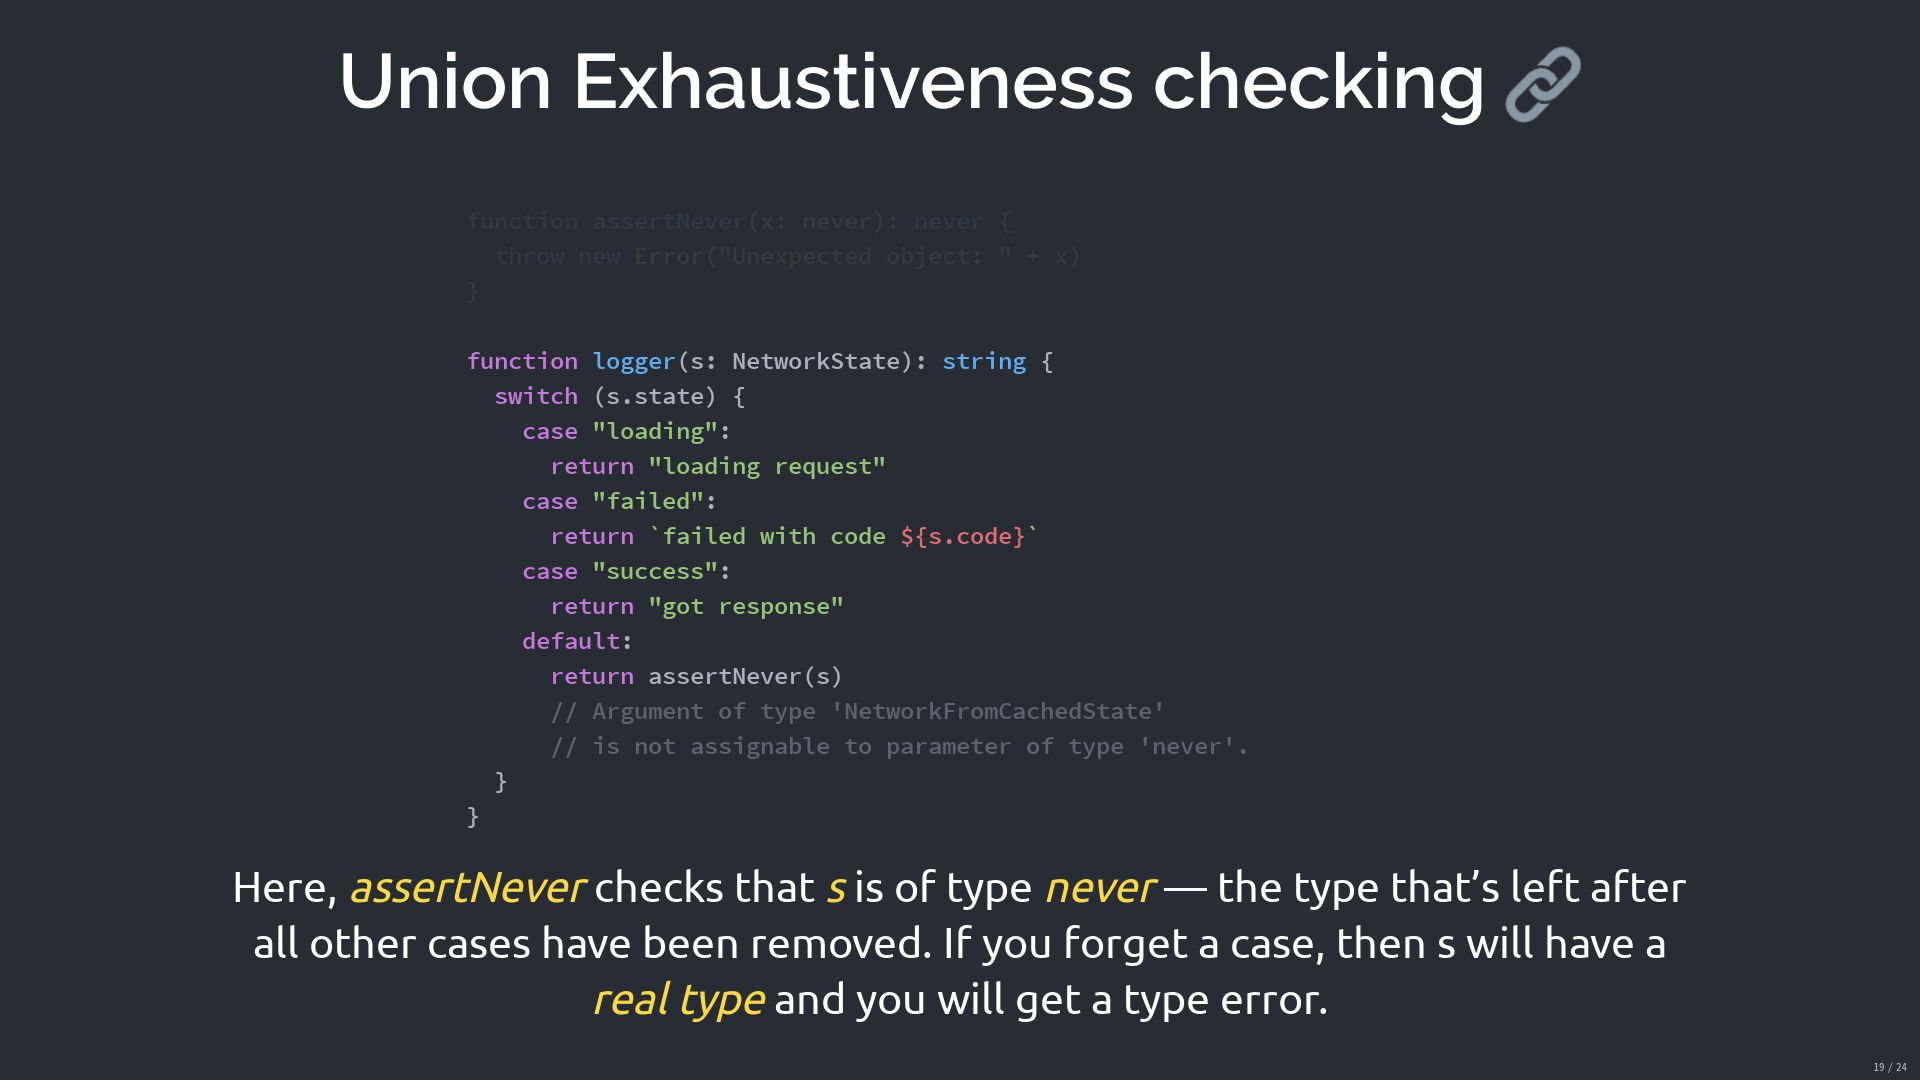 Union Exhaustiveness checking 🔗
function assertNever(x: never): never {
  throw new Error("Unexpected object: " + x)
}
function logger(s: NetworkState): string {
  switch (s.state) {
    case "loading":
      return "loading request"
    case "failed":
      return `failed with code ${s.code}`
    case "success":
      return "got response"
    default:
      return assertNever(s)
      // Argument of type 'NetworkFromCachedState'
      // is not assignable to parameter of type 'never'.
  }
}
Here, assertNever checks that s is of type never — the type that’s left after
all other cases have been removed. If you forget a case, then s will have a
real type and you will get a type error.
19 / 24